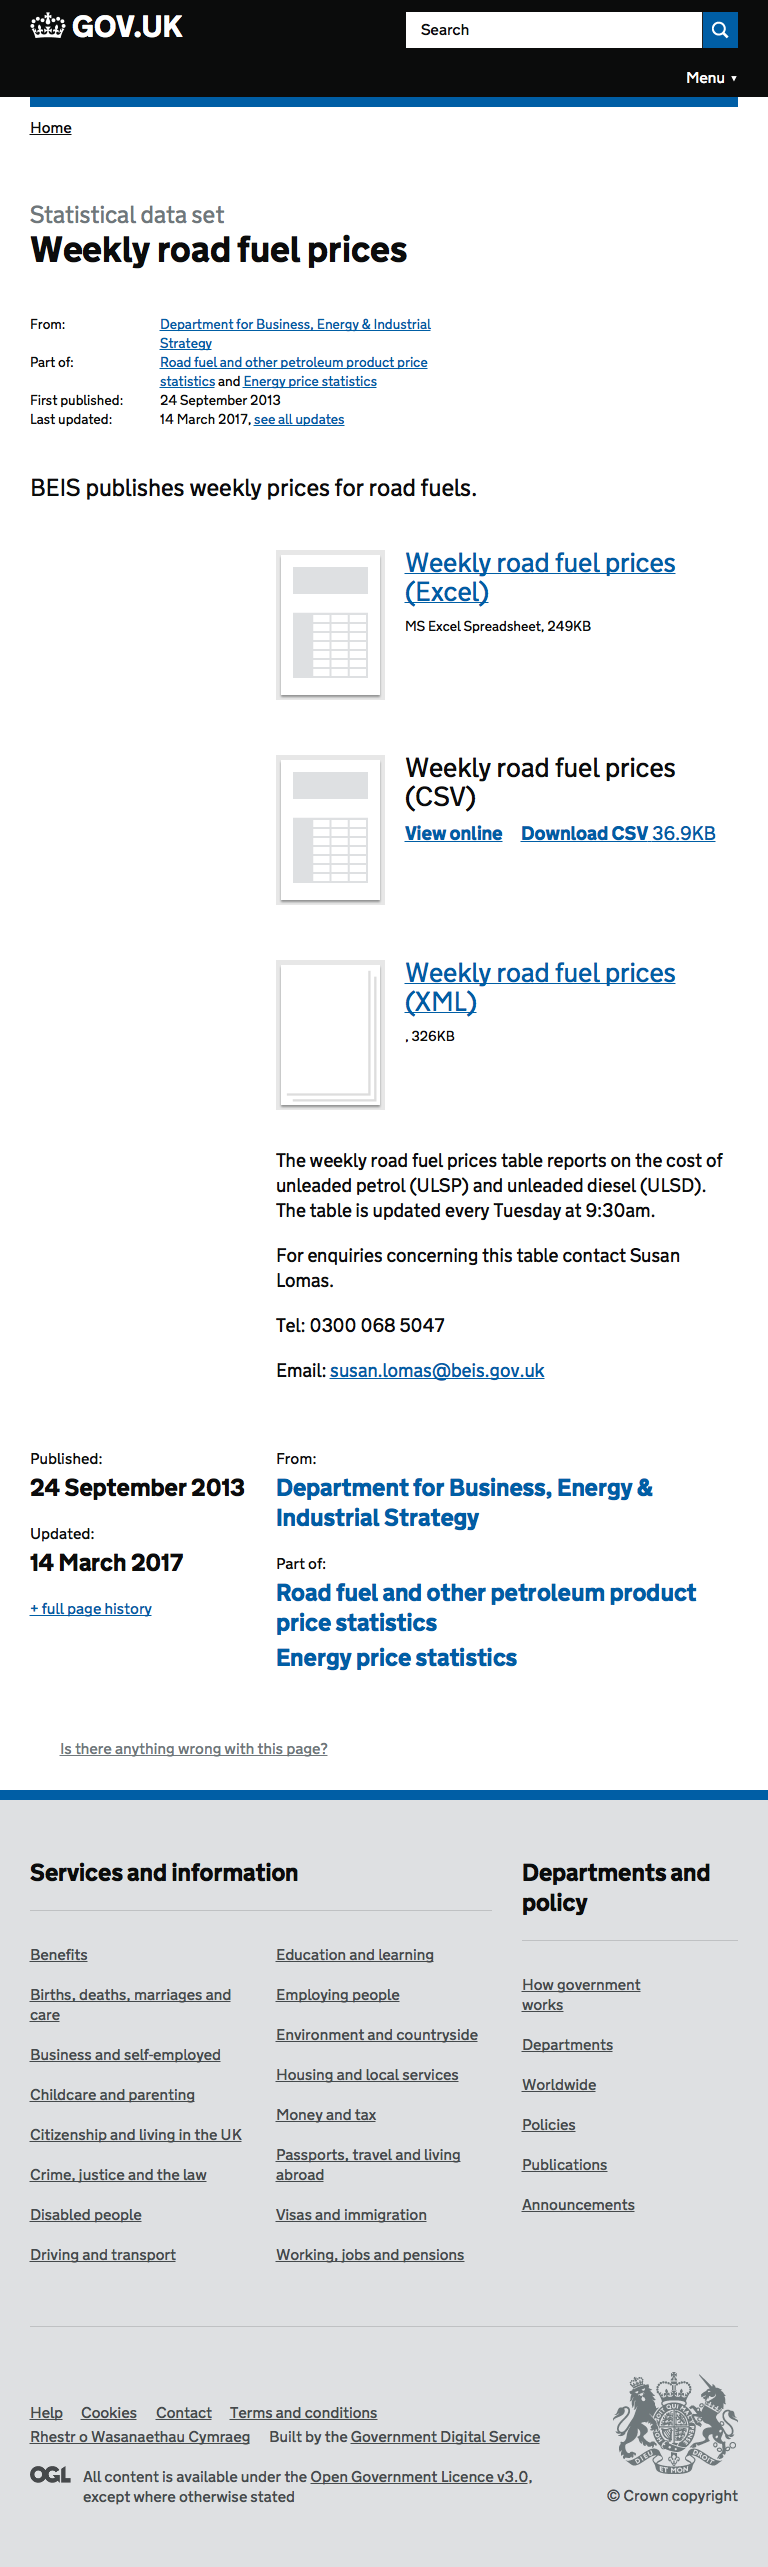 GOV.UK
Search
Menu ▼
Home
Statistical data set
Weekly road fuel prices
From: Department for Business, Energy & Industrial
Strategy
Part of: Road fuel and other petroleum product price
statistics and Energy price statistics
First published: 24 September 2013
Last updated: 14 March 2017, see all updates
BEIS publishes weekly prices for road fuels.
Weekly road fuel prices
(Excel)
MS Excel Spreadsheet, 249KB
Weekly road fuel prices
(CSV)
View online Download CSV 36.9KB
Weekly road fuel prices
(XML)
, 326KB
The weekly road fuel prices table reports on the cost of
unleaded petrol (ULSP) and unleaded diesel (ULSD).
The table is updated every Tuesday at 9:30am.
For enquiries concerning this table contact Susan
Lomas.
Tel: 0300 068 5047
Email: susan.lomas@beis.gov.uk
Published:
24 September 2013
Updated:
14 March 2017
+ full page history
From:
Department for Business, Energy &
Industrial Strategy
Part of:
Road fuel and other petroleum product
price statistics
Energy price statistics
Is there anything wrong with this page?
Services and information
Benefits
Births, deaths, marriages and
care
Business and self-employed
Childcare and parenting
Citizenship and living in the UK
Crime, justice and the law
Disabled people
Driving and transport
Education and learning
Employing people
Environment and countryside
Housing and local services
Money and tax
Passports, travel and living
abroad
Visas and immigration
Working, jobs and pensions
Departments and
policy
How government
works
Departments
Worldwide
Policies
Publications
Announcements
Help Cookies Contact Terms and conditions
Rhestr o Wasanaethau Cymraeg Built by the Government Digital Service
OGL All content is available under the Open Government Licence v3.0,
except where otherwise stated
DIEU ET MON DROIT
© Crown copyright